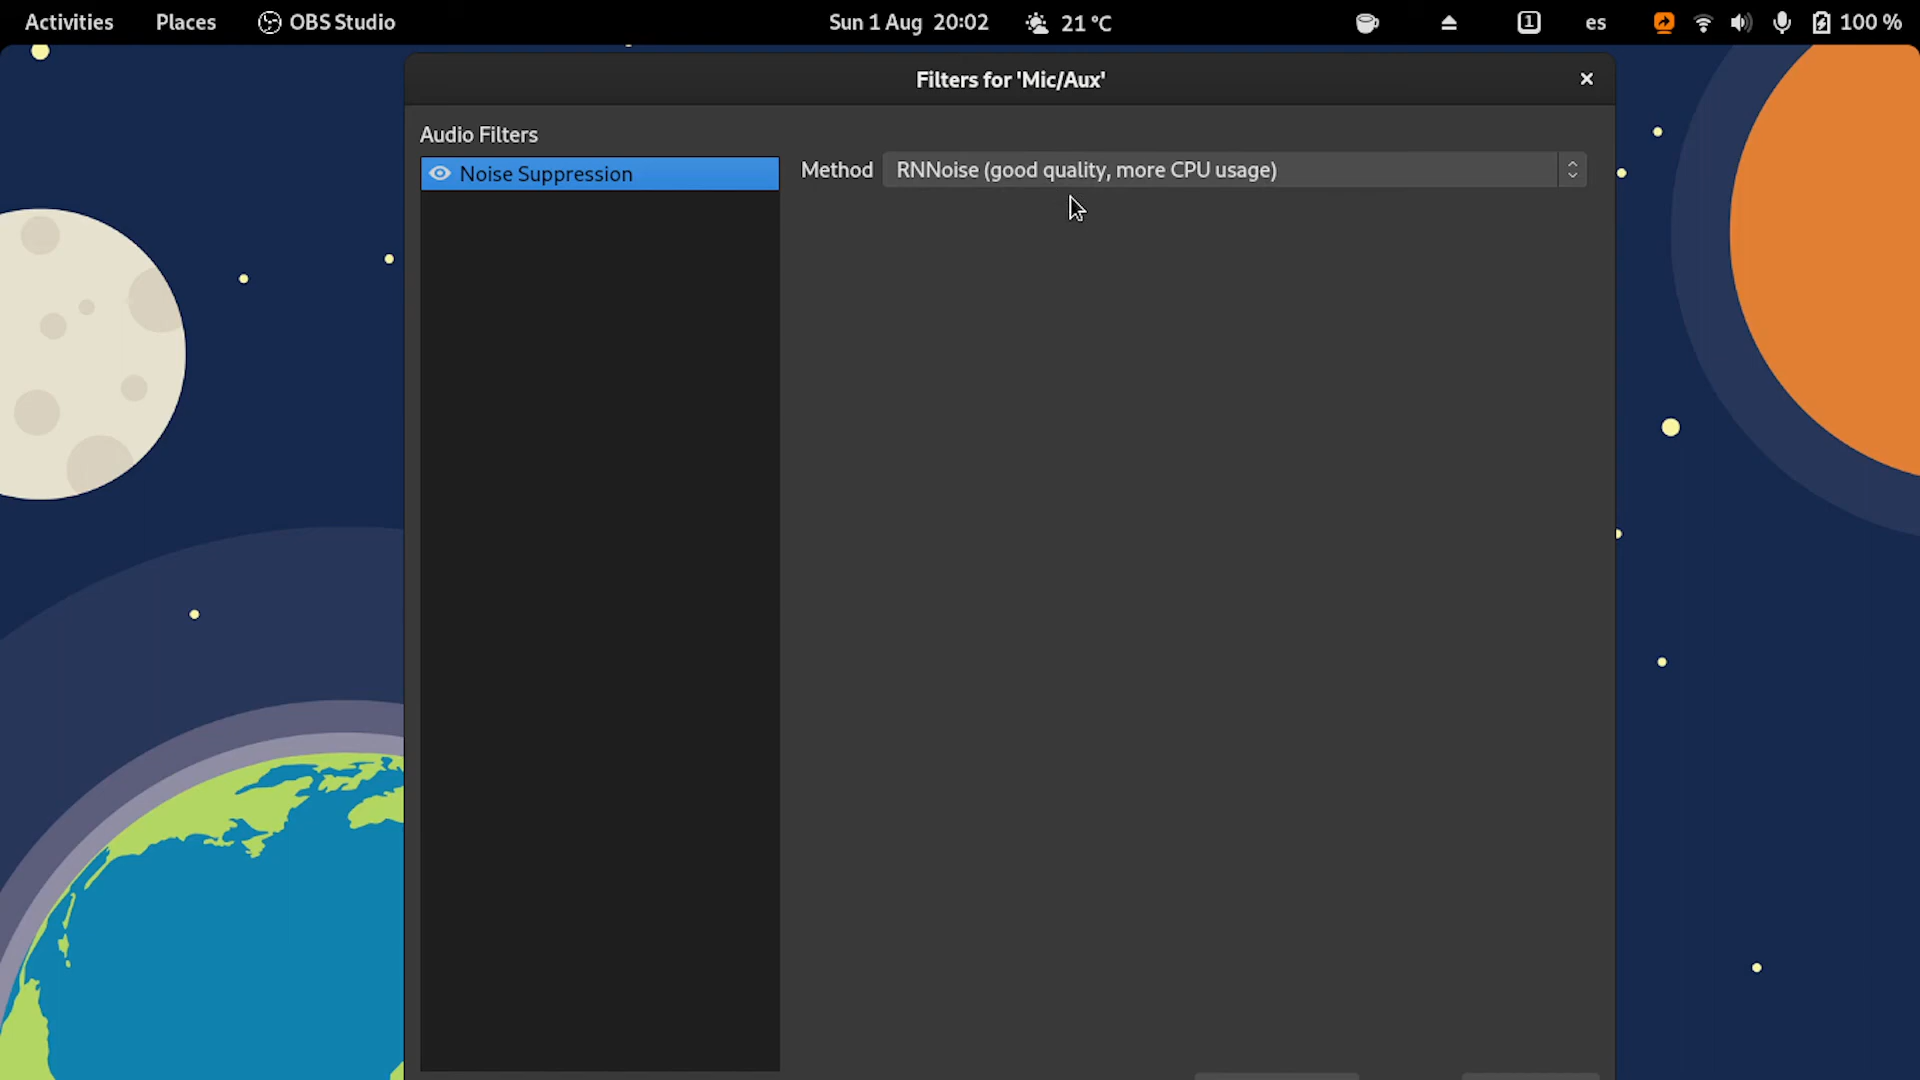 Activities Places OBS Studio Sun 1 Aug 20:02 21 °C 1 es 100 %
Filters for 'Mic/Aux'
Audio Filters
Noise Suppression
Method RNNoise (good quality, more CPU usage)